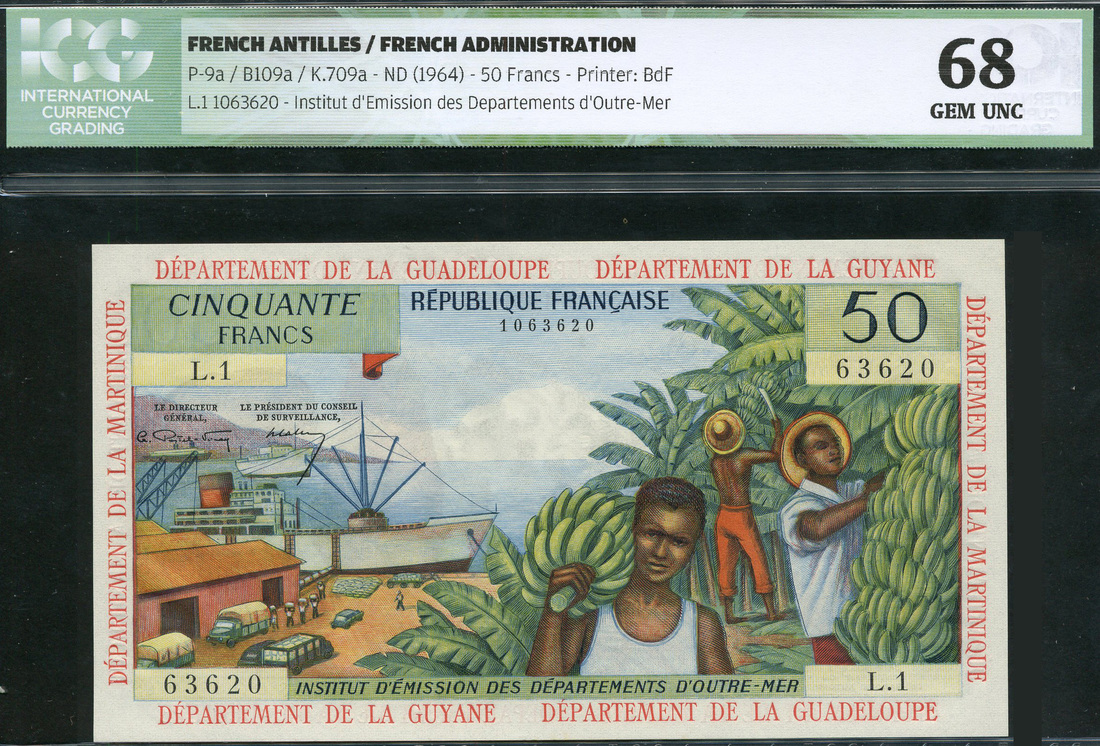 ICG
INTERNATIONAL
CURRENCY
GRADING
FRENCH ANTILLES / FRENCH ADMINISTRATION
P-9a / B109a / K.709a - ND (1964) - 50 Francs - Printer: BdF
L.1 1063620 - Institut d'Emission des Departements d'Outre-Mer
68
GEM UNC
DÉPARTEMENT DE LA GUADELOUPE DÉPARTEMENT DE LA GUYANE
DÉPARTEMENT DE LA MARTINIQUE
CINQUANTE
FRANCS
RÉPUBLIQUE FRANÇAISE
1063620
50
L.1
63620
LE DIRECTEUR
GÉNÉRAL,
LE PRÉSIDENT DU CONSEIL
DE SURVEILLANCE,
DÉPARTEMENT DE LA MARTINIQUE
63620
INSTITUT D'ÉMISSION DES DÉPARTEMENTS D'OUTRE-MER
L.1
DÉPARTEMENT DE LA GUYANE DÉPARTEMENT DE LA GUADELOUPE